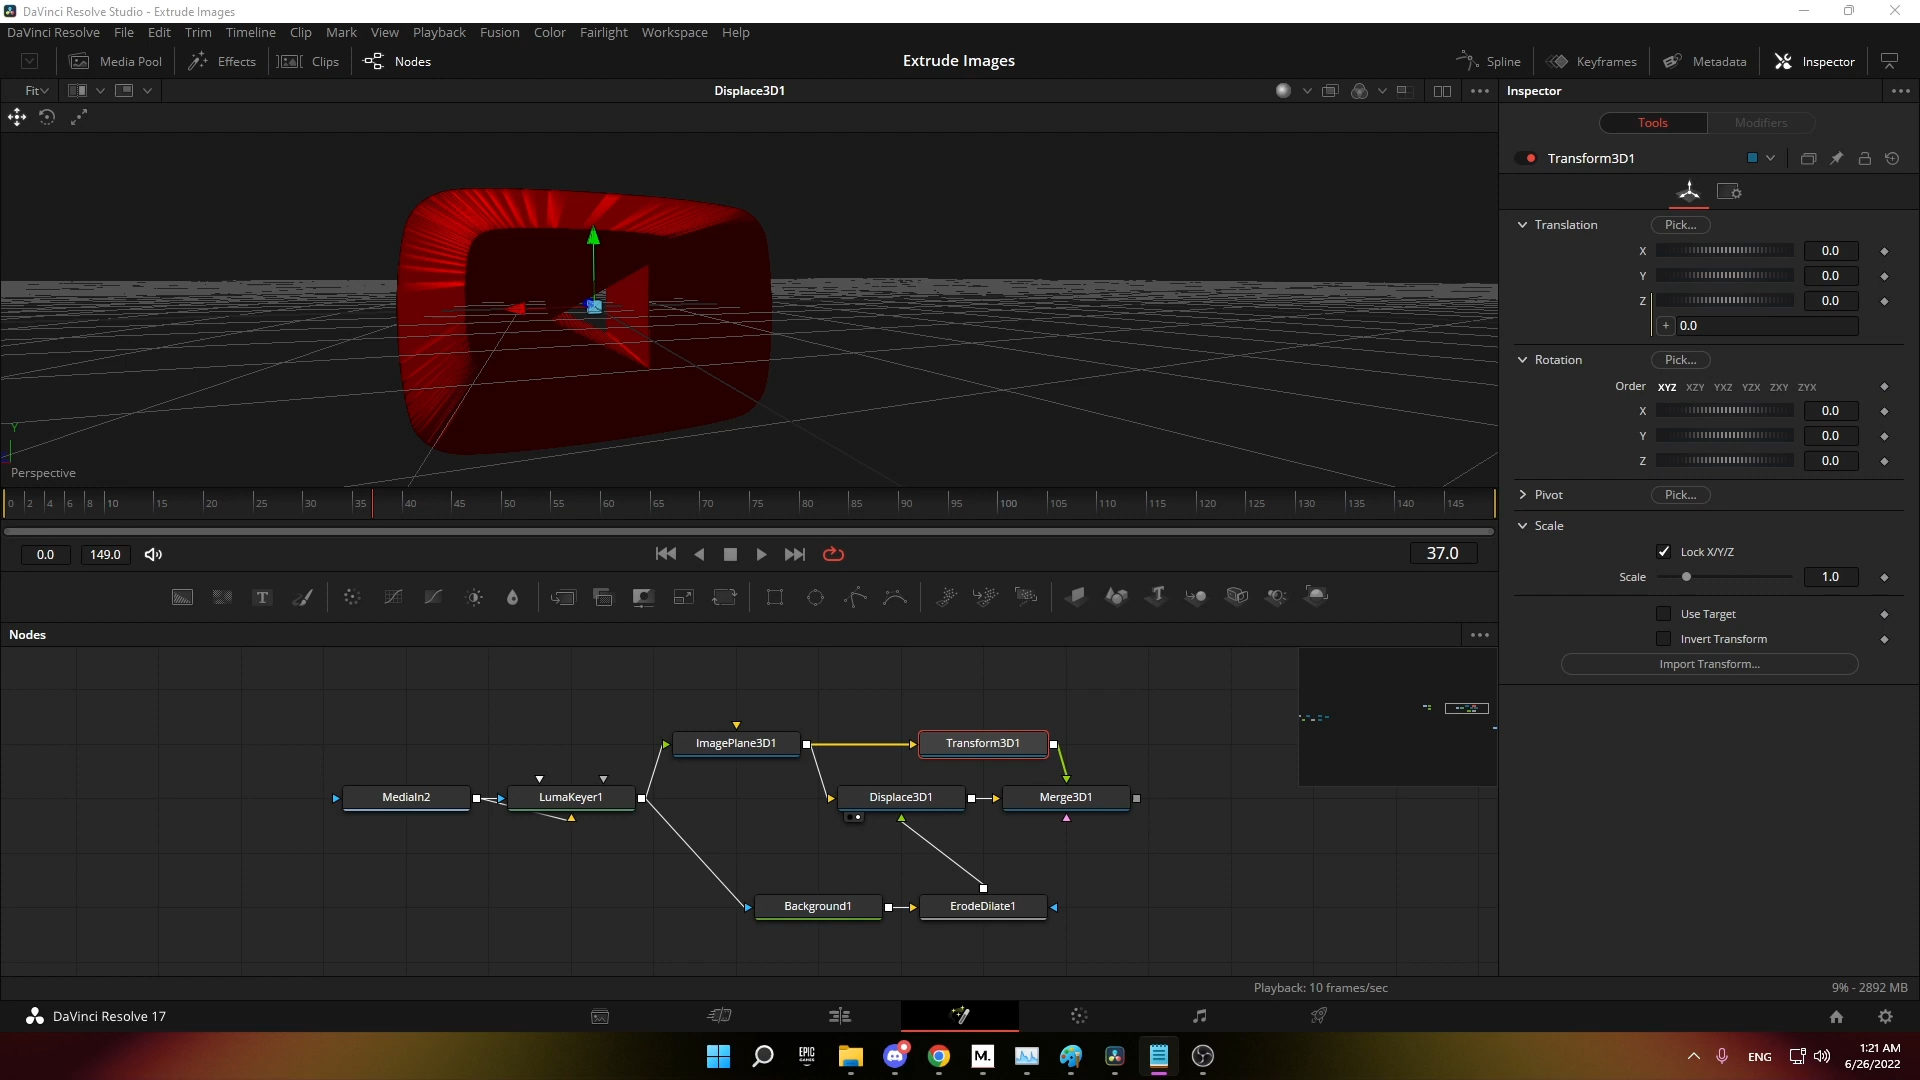 DaVinci Resolve Studio - Extrude Images
DaVinci Resolve File Edit Trim Timeline Clip Mark View Playback Fusion Color Fairlight Workspace Help
Media Pool Effects Clips Nodes Extrude Images Spline Keyframes Metadata Inspector
Fit Displace3D1 Inspector
Tools Modifiers
Transform3D1
Translation Pick...
X 0.0
Y 0.0
Z 0.0
+ 0.0
Rotation Pick...
Order XYZ XZY YXZ YZX ZXY ZYX
X 0.0
Y 0.0
Z 0.0
Pivot Pick...
Scale
Lock X/Y/Z
Scale 1.0
Use Target
Invert Transform
Import Transform...
Y
Perspective
0 2 4 6 8 10 15 20 25 30 35 40 45 50 55 60 65 70 75 80 85 90 95 100 105 110 115 120 125 130 135 140 145
0.0 149.0 37.0
T
T
Nodes
ImagePlane3D1 Transform3D1
MediaIn2 LumaKeyer1 Displace3D1 Merge3D1
Background1 ErodeDilate1
Playback: 10 frames/sec 9% - 2892 MB
DaVinci Resolve 17
EPIC GAMES M. ENG 1:21 AM
6/26/2022